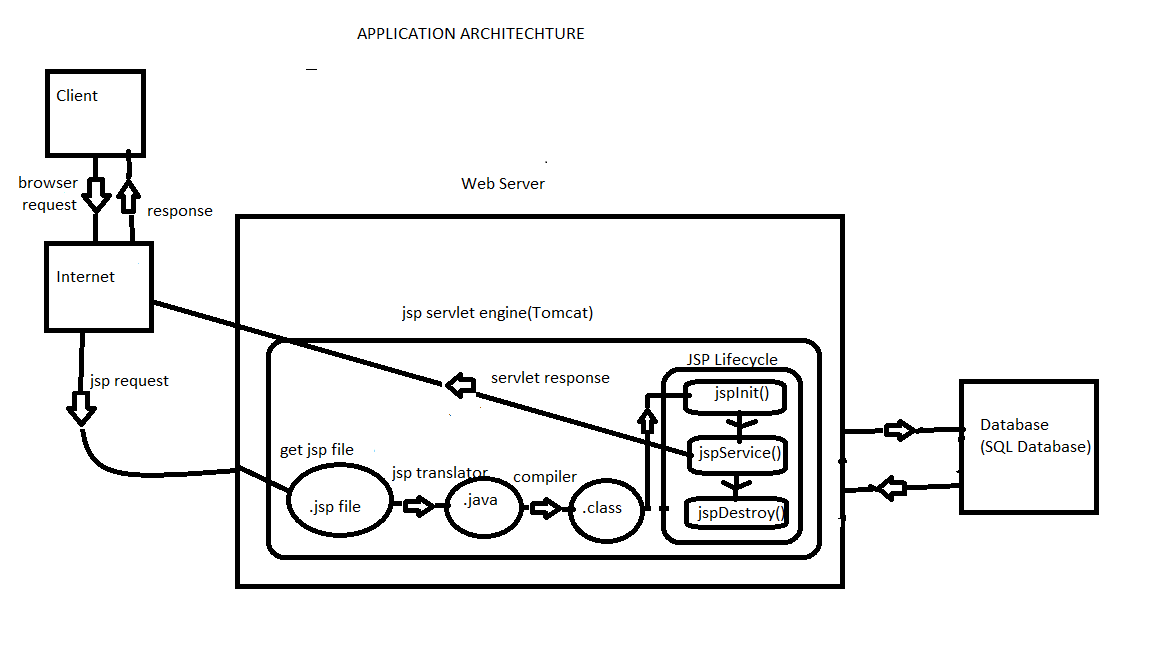 APPLICATION ARCHITECHTURE
Client
browser
request
response
Web Server
Internet
jsp servlet engine(Tomcat)
jsp request
servlet response
JSP Lifecycle
jspInit()
jspService()
jspDestroy()
get jsp file
.jsp file
jsp translator
.java
compiler
.class
Database
(SQL Database)